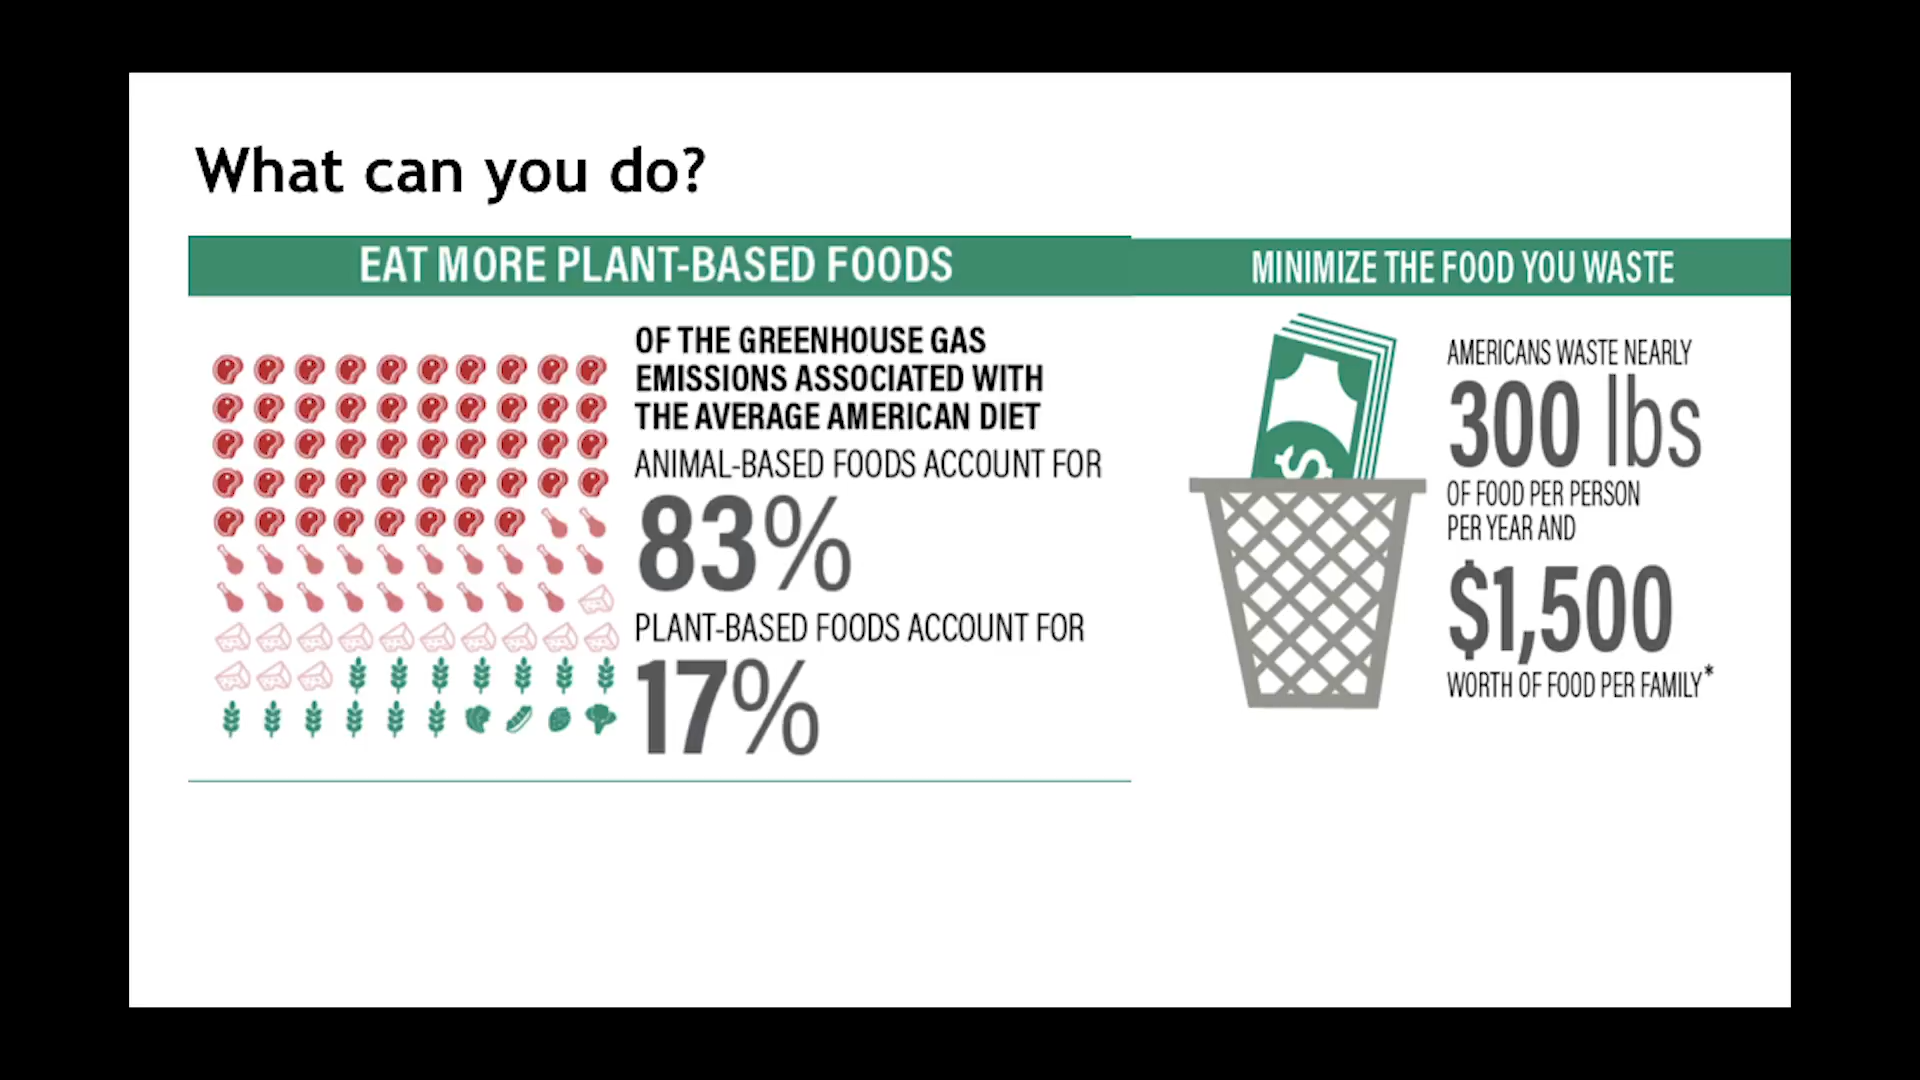 What can you do?
EAT MORE PLANT-BASED FOODS
OF THE GREENHOUSE GAS
EMISSIONS ASSOCIATED WITH
THE AVERAGE AMERICAN DIET
ANIMAL-BASED FOODS ACCOUNT FOR
83%
PLANT-BASED FOODS ACCOUNT FOR
17%
MINIMIZE THE FOOD YOU WASTE
$
AMERICANS WASTE NEARLY
300 lbs
OF FOOD PER PERSON
PER YEAR AND
$1,500
WORTH OF FOOD PER FAMILY*